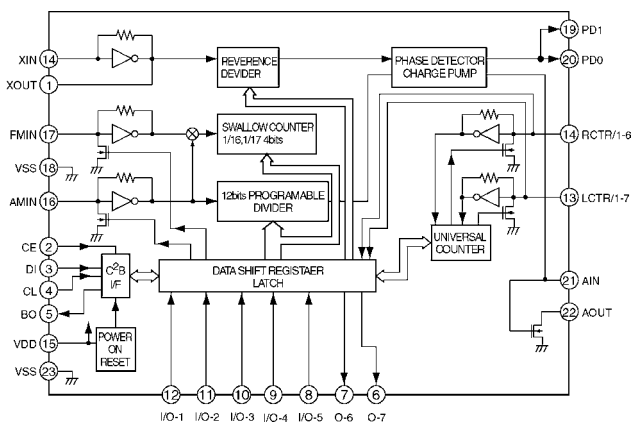 XIN 14
XOUT 1
FMIN 17
VSS 18
AMIN 16
CE 2
DI 3
CL 4
BO 5
VDD 15
VSS 23
REVERENCE
DEVIDER
PHASE DETECTOR
CHARGE PUMP
19 PD1
20 PD0
SWALLOW COUNTER
1/16,1/17 4bits
14 RCTR/1-6
12bits PROGRAMABLE
DIVIDER
13 LCTR/1-7
UNIVERSAL
COUNTER
C2B
I/F
DATA SHIFT REGISTAER
LATCH
21 AIN
22 AOUT
POWER
ON
RESET
12 11 10 9 8 7 6
I/O-1 I/O-2 I/O-3 I/O-4 I/O-5 O-6 O-7